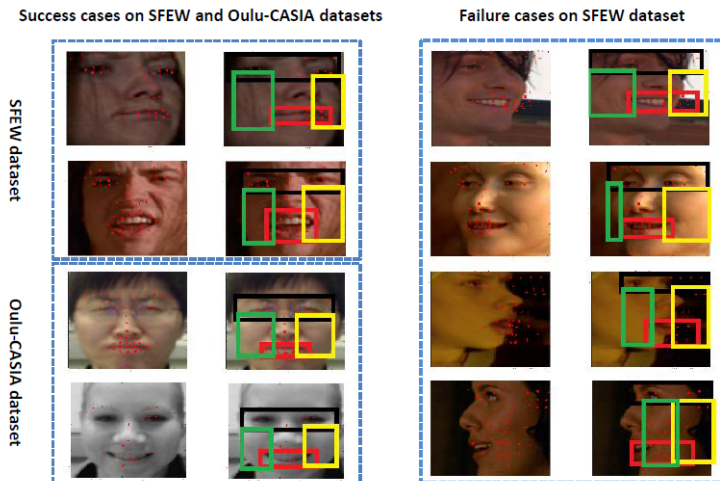 Success cases on SFEW and Oulu-CASIA datasets
Failure cases on SFEW dataset
SFEW dataset
Oulu-CASIA dataset